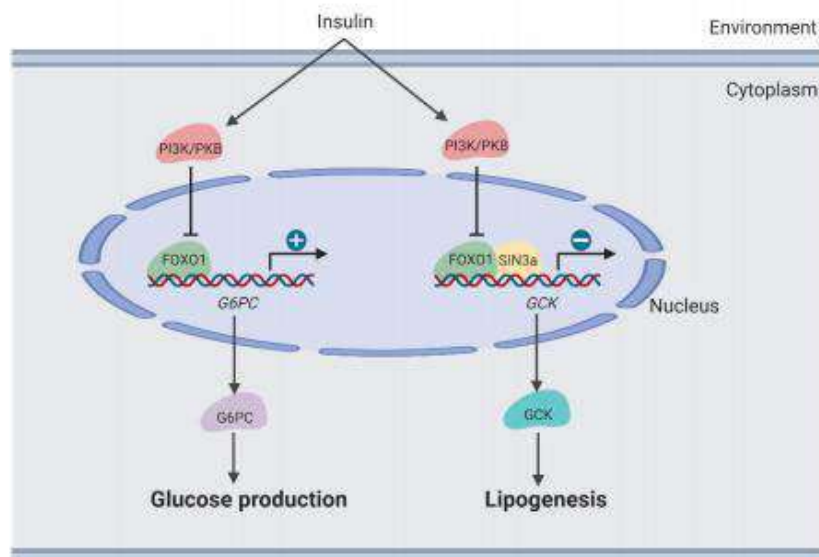 Insulin
Environment
Cytoplasm
PI3K/PKB
PI3K/PKB
FOXO1
+
FOXO1
SIN3a
−
G6PC
GCK
Nucleus
G6PC
GCK
Glucose production
Lipogenesis